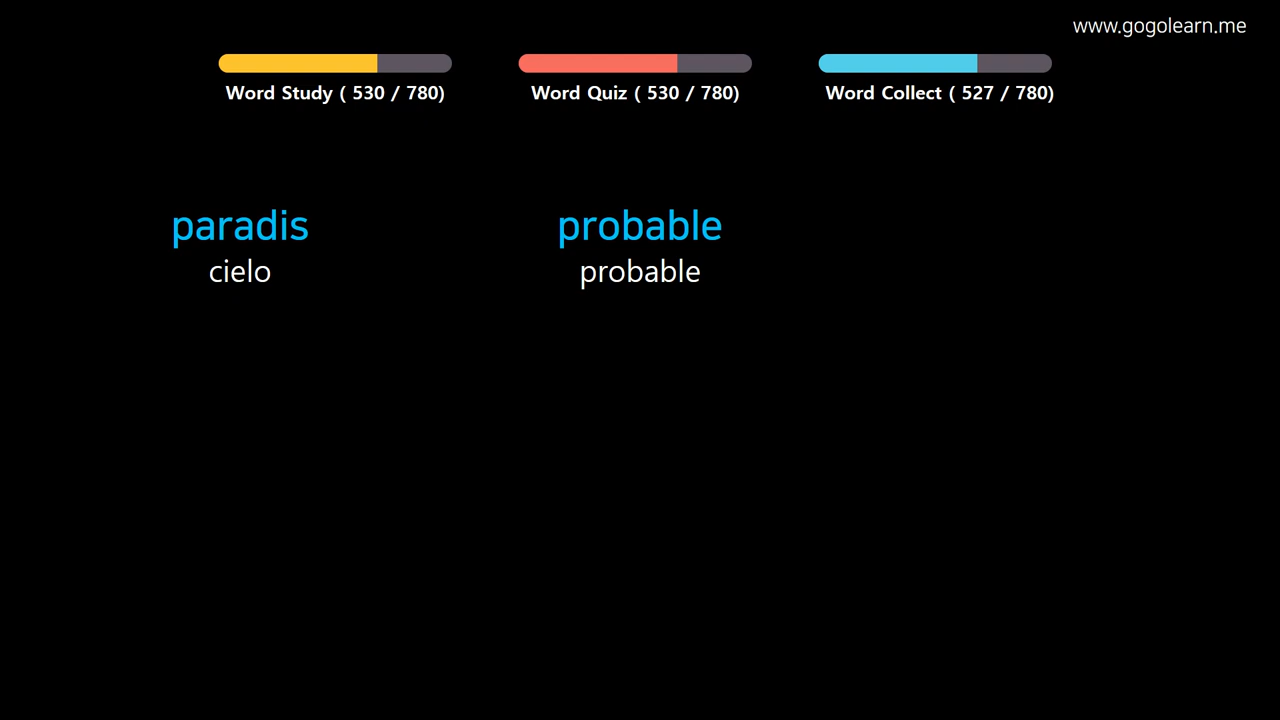 www.gogolearn.me
Word Study ( 530 / 780)
Word Quiz ( 530 / 780)
Word Collect ( 527 / 780)
paradis
cielo
probable
probable